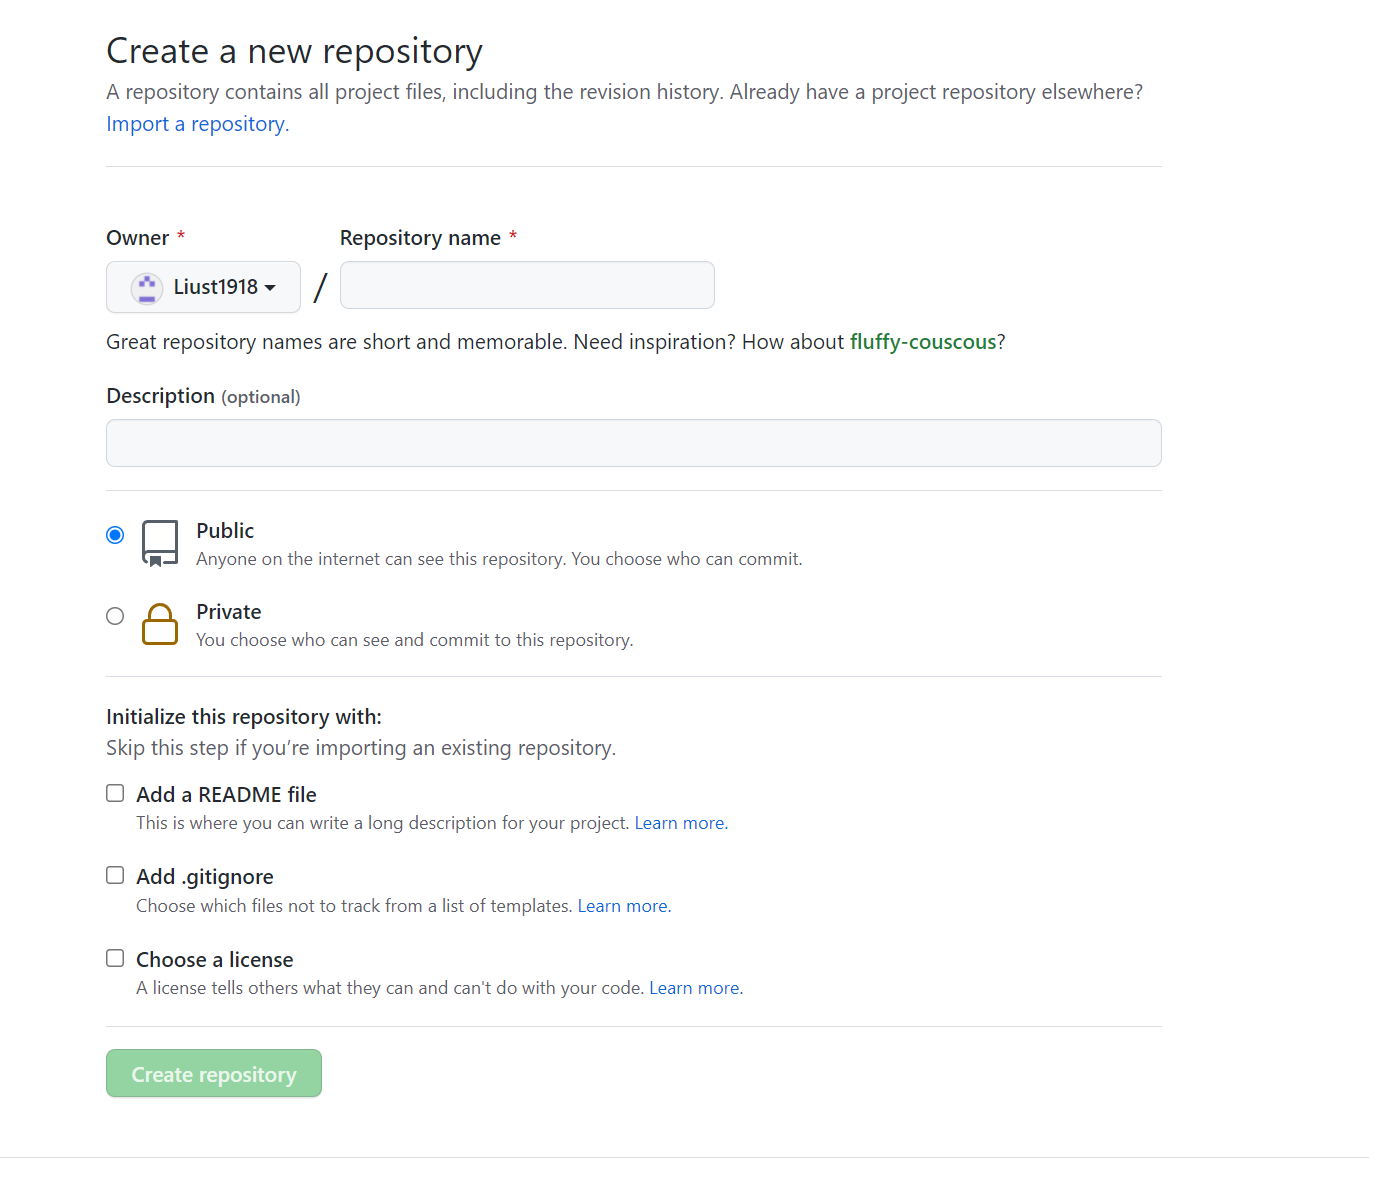 Create a new repository
A repository contains all project files, including the revision history. Already have a project repository elsewhere?
Import a repository.
Owner * Repository name *
Liust1918 /
Great repository names are short and memorable. Need inspiration? How about fluffy-couscous?
Description (optional)
Public
Anyone on the internet can see this repository. You choose who can commit.
Private
You choose who can see and commit to this repository.
Initialize this repository with:
Skip this step if you’re importing an existing repository.
Add a README file
This is where you can write a long description for your project. Learn more.
Add .gitignore
Choose which files not to track from a list of templates. Learn more.
Choose a license
A license tells others what they can and can't do with your code. Learn more.
Create repository